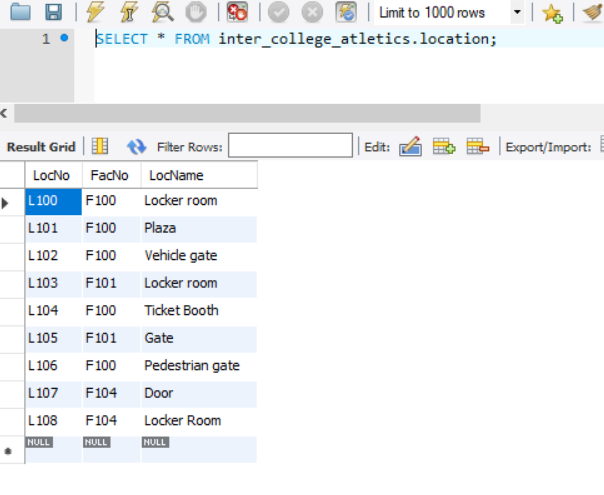 Limit to 1000 rows
1 SELECT * FROM inter_college_atletics.location;
Result Grid Filter Rows: Edit: Export/Import:
LocNo FacNo LocName
L100 F100 Locker room
L101 F100 Plaza
L102 F100 Vehicle gate
L103 F101 Locker room
L104 F100 Ticket Booth
L105 F101 Gate
L106 F100 Pedestrian gate
L107 F104 Door
L108 F104 Locker Room
NULL NULL NULL